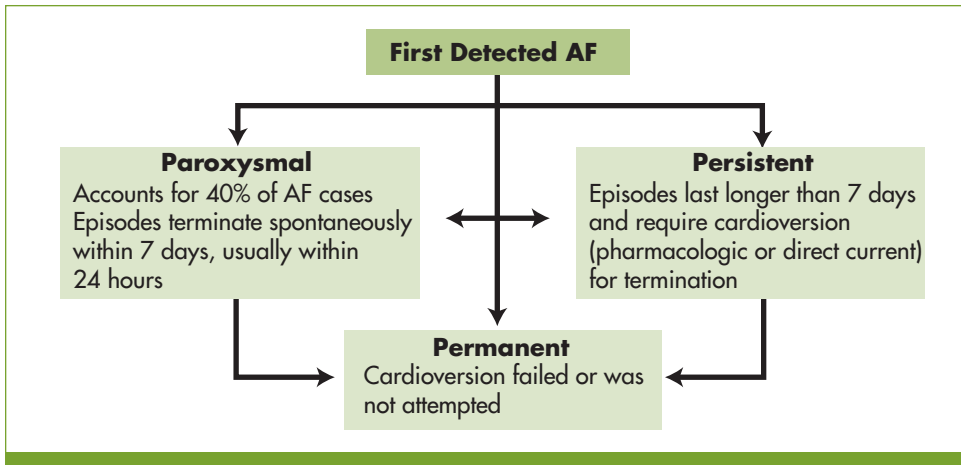 First Detected AF
Paroxysmal
Accounts for 40% of AF cases
Episodes terminate spontaneously
within 7 days, usually within
24 hours
Persistent
Episodes last longer than 7 days
and require cardioversion
(pharmacologic or direct current)
for termination
Permanent
Cardioversion failed or was
not attempted